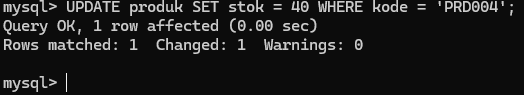 mysql> UPDATE produk SET stok = 40 WHERE kode = 'PRD004';
Query OK, 1 row affected (0.00 sec)
Rows matched: 1  Changed: 1  Warnings: 0

mysql>